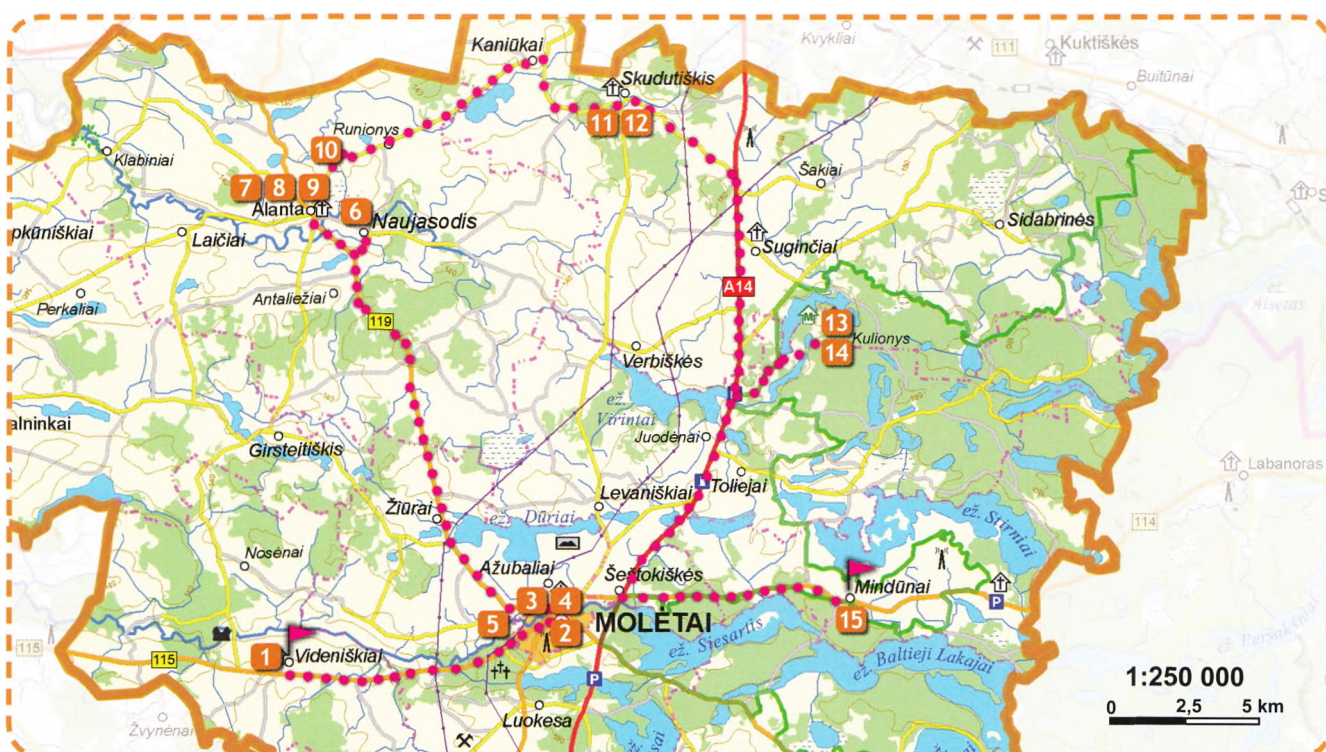 Kvykliai
111
Kuktiškės
Buitūnai
Kaniūkai
Skudutiškis
11
12
Klabiniai
10
Runionys
7
8
9
6
Alanta
Naujasodis
Šakiai
Sidabrinės
pkūniškiai
Laičiai
Suginčiai
Perkaliai
Antaliežiai
A14
119
ež.
Aisetas
13
14
Kulionys
M
Verbiškės
ež.
Virintai
alninkai
Girsteitiškis
Juodėnai
Labanoras
Toliejai
Levaniškiai
114
Žiūrai
ež. Dūriai
ež. Stirniai
Nosėnai
Ažubaliai
Šeštokiškės
Mindūnai
P
3
4
5
2
MOLĖTAI
15
ež. Siesartis
ež. Baltieji Lakajai
115
115
1
Videniškiai
P
Luokesa
Žvynėnai
1:250 000
0 2,5 5 km